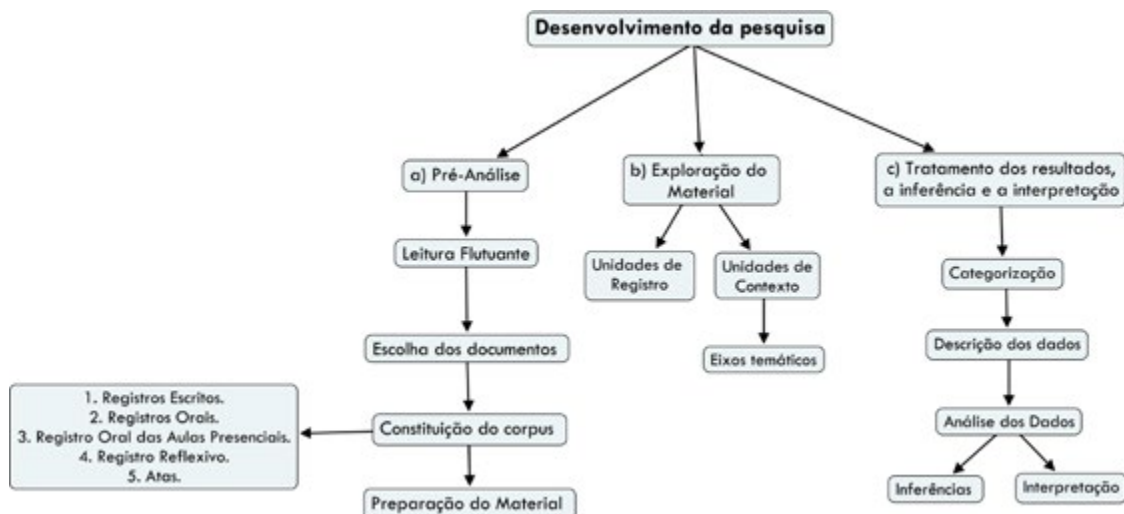 Desenvolvimento da pesquisa
a) Pré-Análise
Leitura Flutuante
Escolha dos documentos
Constituição do corpus
1. Registros Escritos.
2. Registros Orais.
3. Registro Oral das Aulas Presenciais.
4. Registro Reflexivo.
5. Atas.
Preparação do Material
b) Exploração do
Material
Unidades de
Registro
Unidades de
Contexto
Eixos temáticos
c) Tratamento dos resultados,
a inferência e a interpretação
Categorização
Descrição dos dados
Análise dos Dados
Inferências
Interpretação